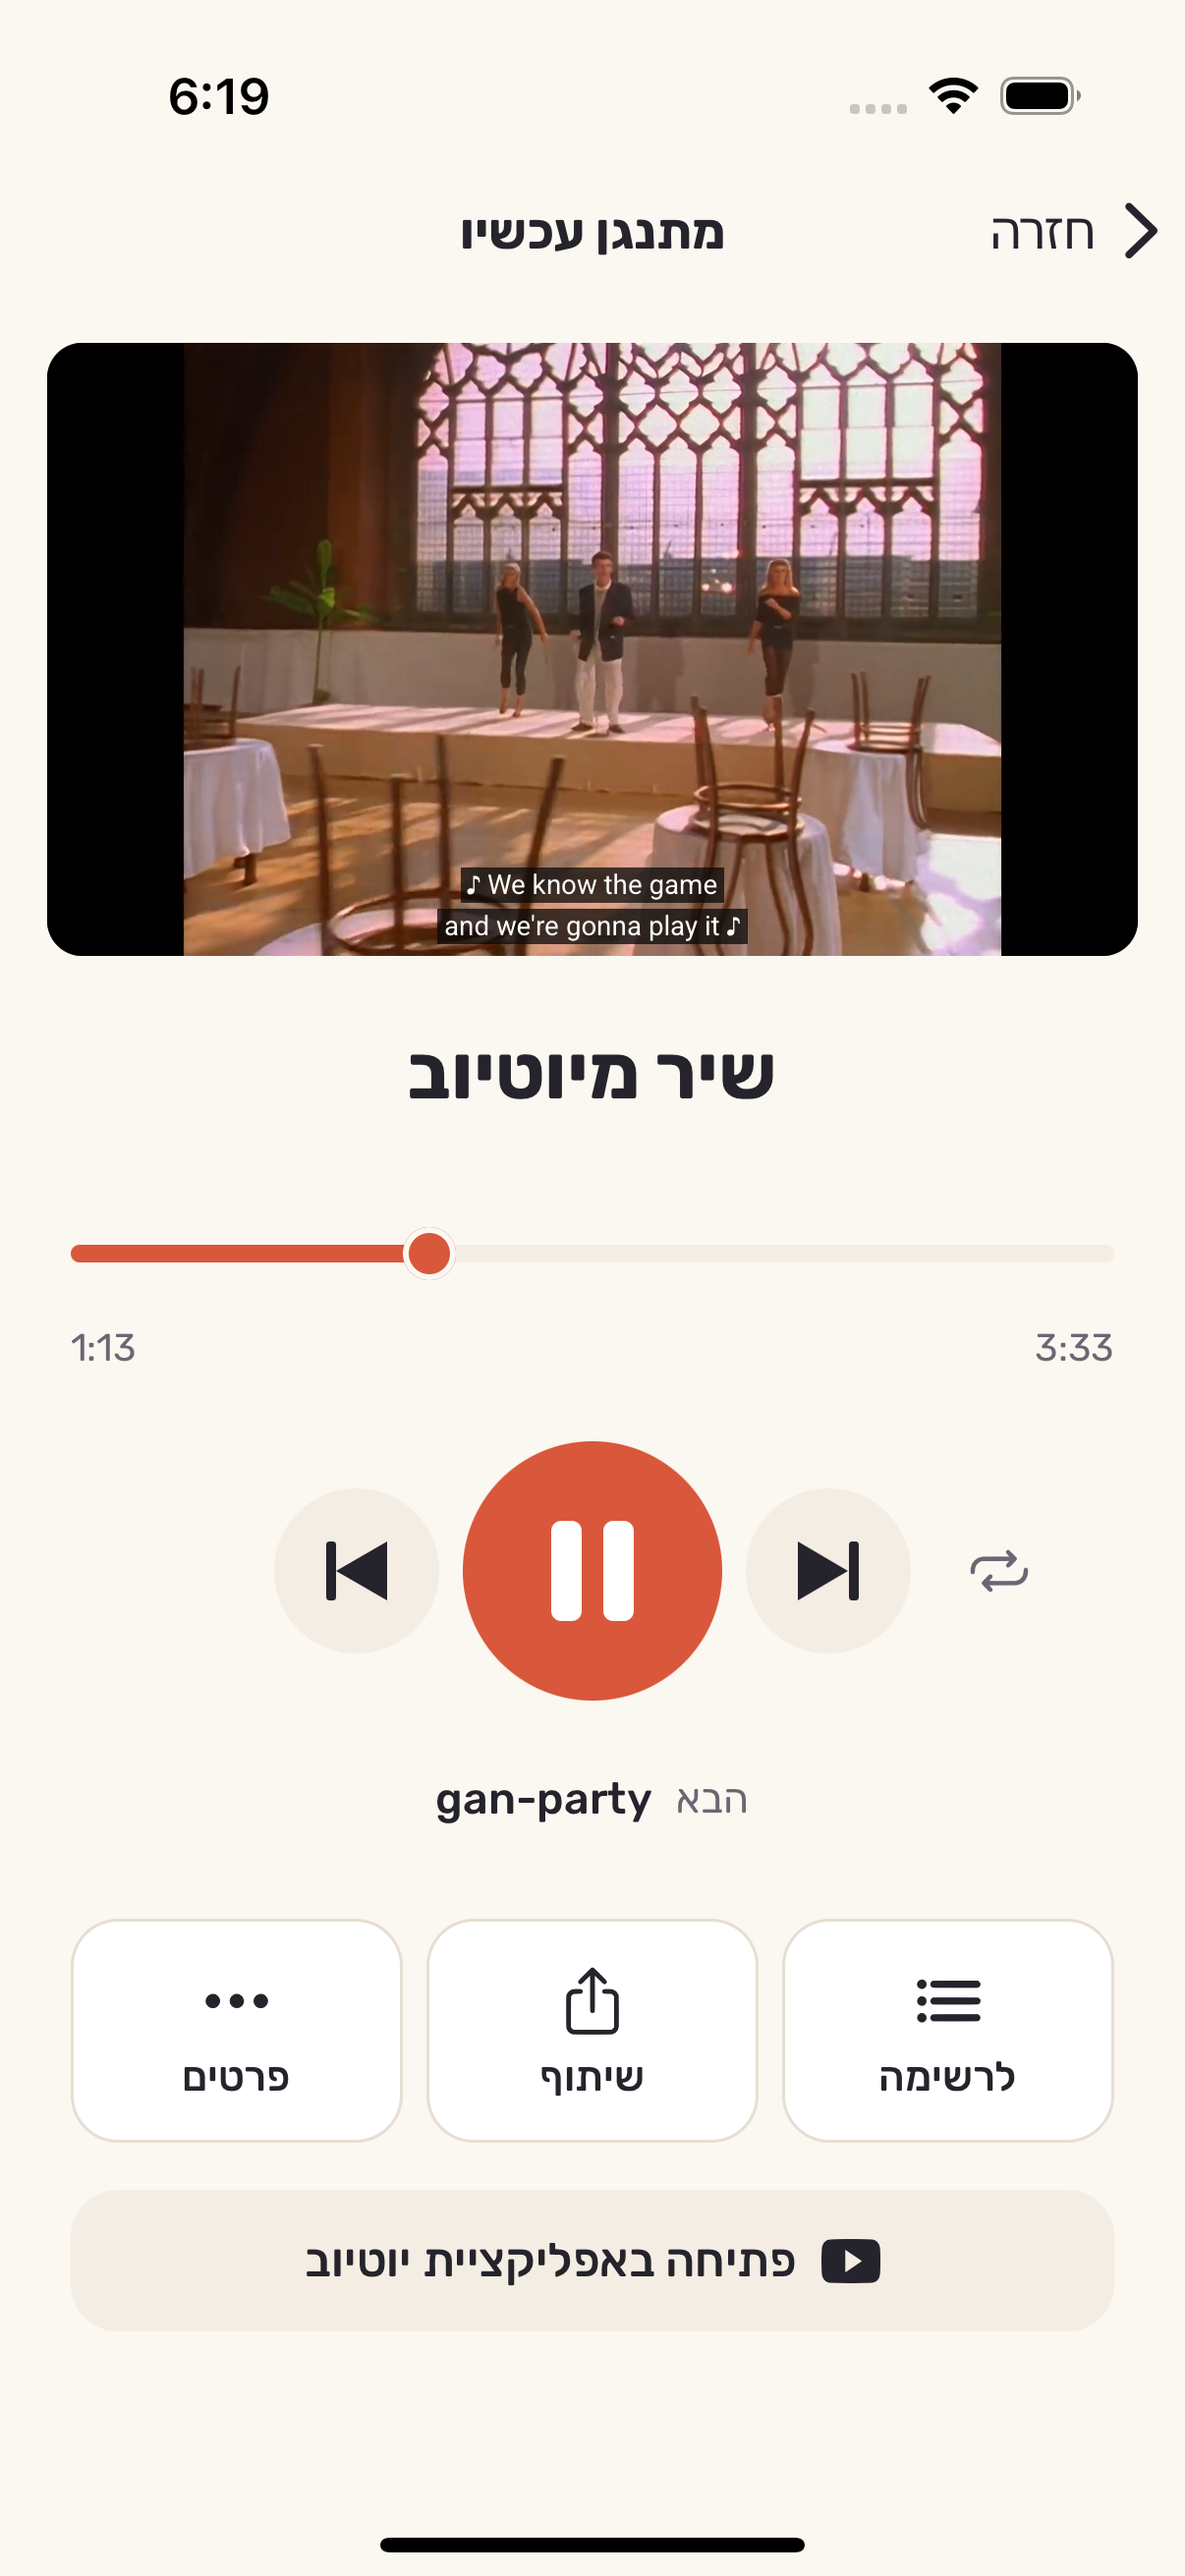 6:19
חזרה
מתנגן עכשיו
♪ We know the game
and we're gonna play it ♪
שיר מיוטיוב
1:13
3:33
הבא gan-party
לרשימה
שיתוף
פרטים
פתיחה באפליקציית יוטיוב